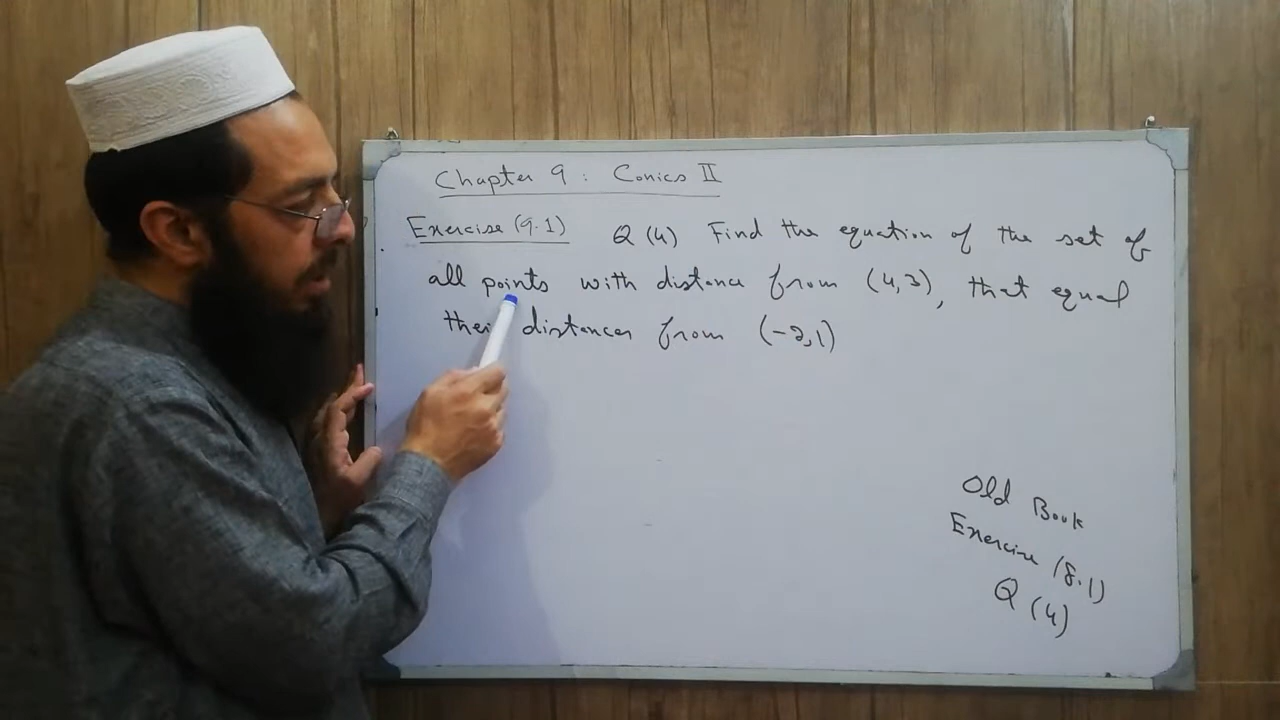 Chapter 9 : Conics II
Exercise (9.1) Q (4) Find the equation of the set of
all points with distance from (4,3), that equal
their distances from (-2,1)
Old Book
Exercise (8.1)
Q (4)